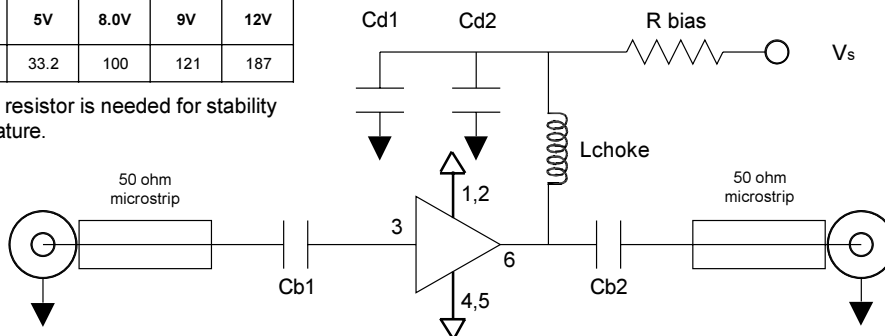 5V 8.0V 9V 12V
33.2 100 121 187
resistor is needed for stability
ature.
Cd1 Cd2 R bias
Vs
Lchoke
50 ohm
microstrip
50 ohm
microstrip
1,2
3
6
Cb1
4,5
Cb2